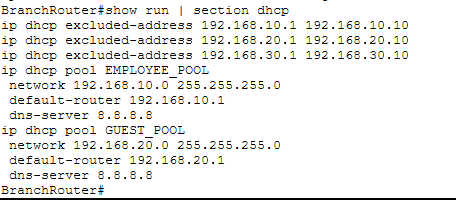 BranchRouter#show run | section dhcp
ip dhcp excluded-address 192.168.10.1 192.168.10.10
ip dhcp excluded-address 192.168.20.1 192.168.20.10
ip dhcp excluded-address 192.168.30.1 192.168.30.10
ip dhcp pool EMPLOYEE_POOL
 network 192.168.10.0 255.255.255.0
 default-router 192.168.10.1
 dns-server 8.8.8.8
ip dhcp pool GUEST_POOL
 network 192.168.20.0 255.255.255.0
 default-router 192.168.20.1
 dns-server 8.8.8.8
BranchRouter#